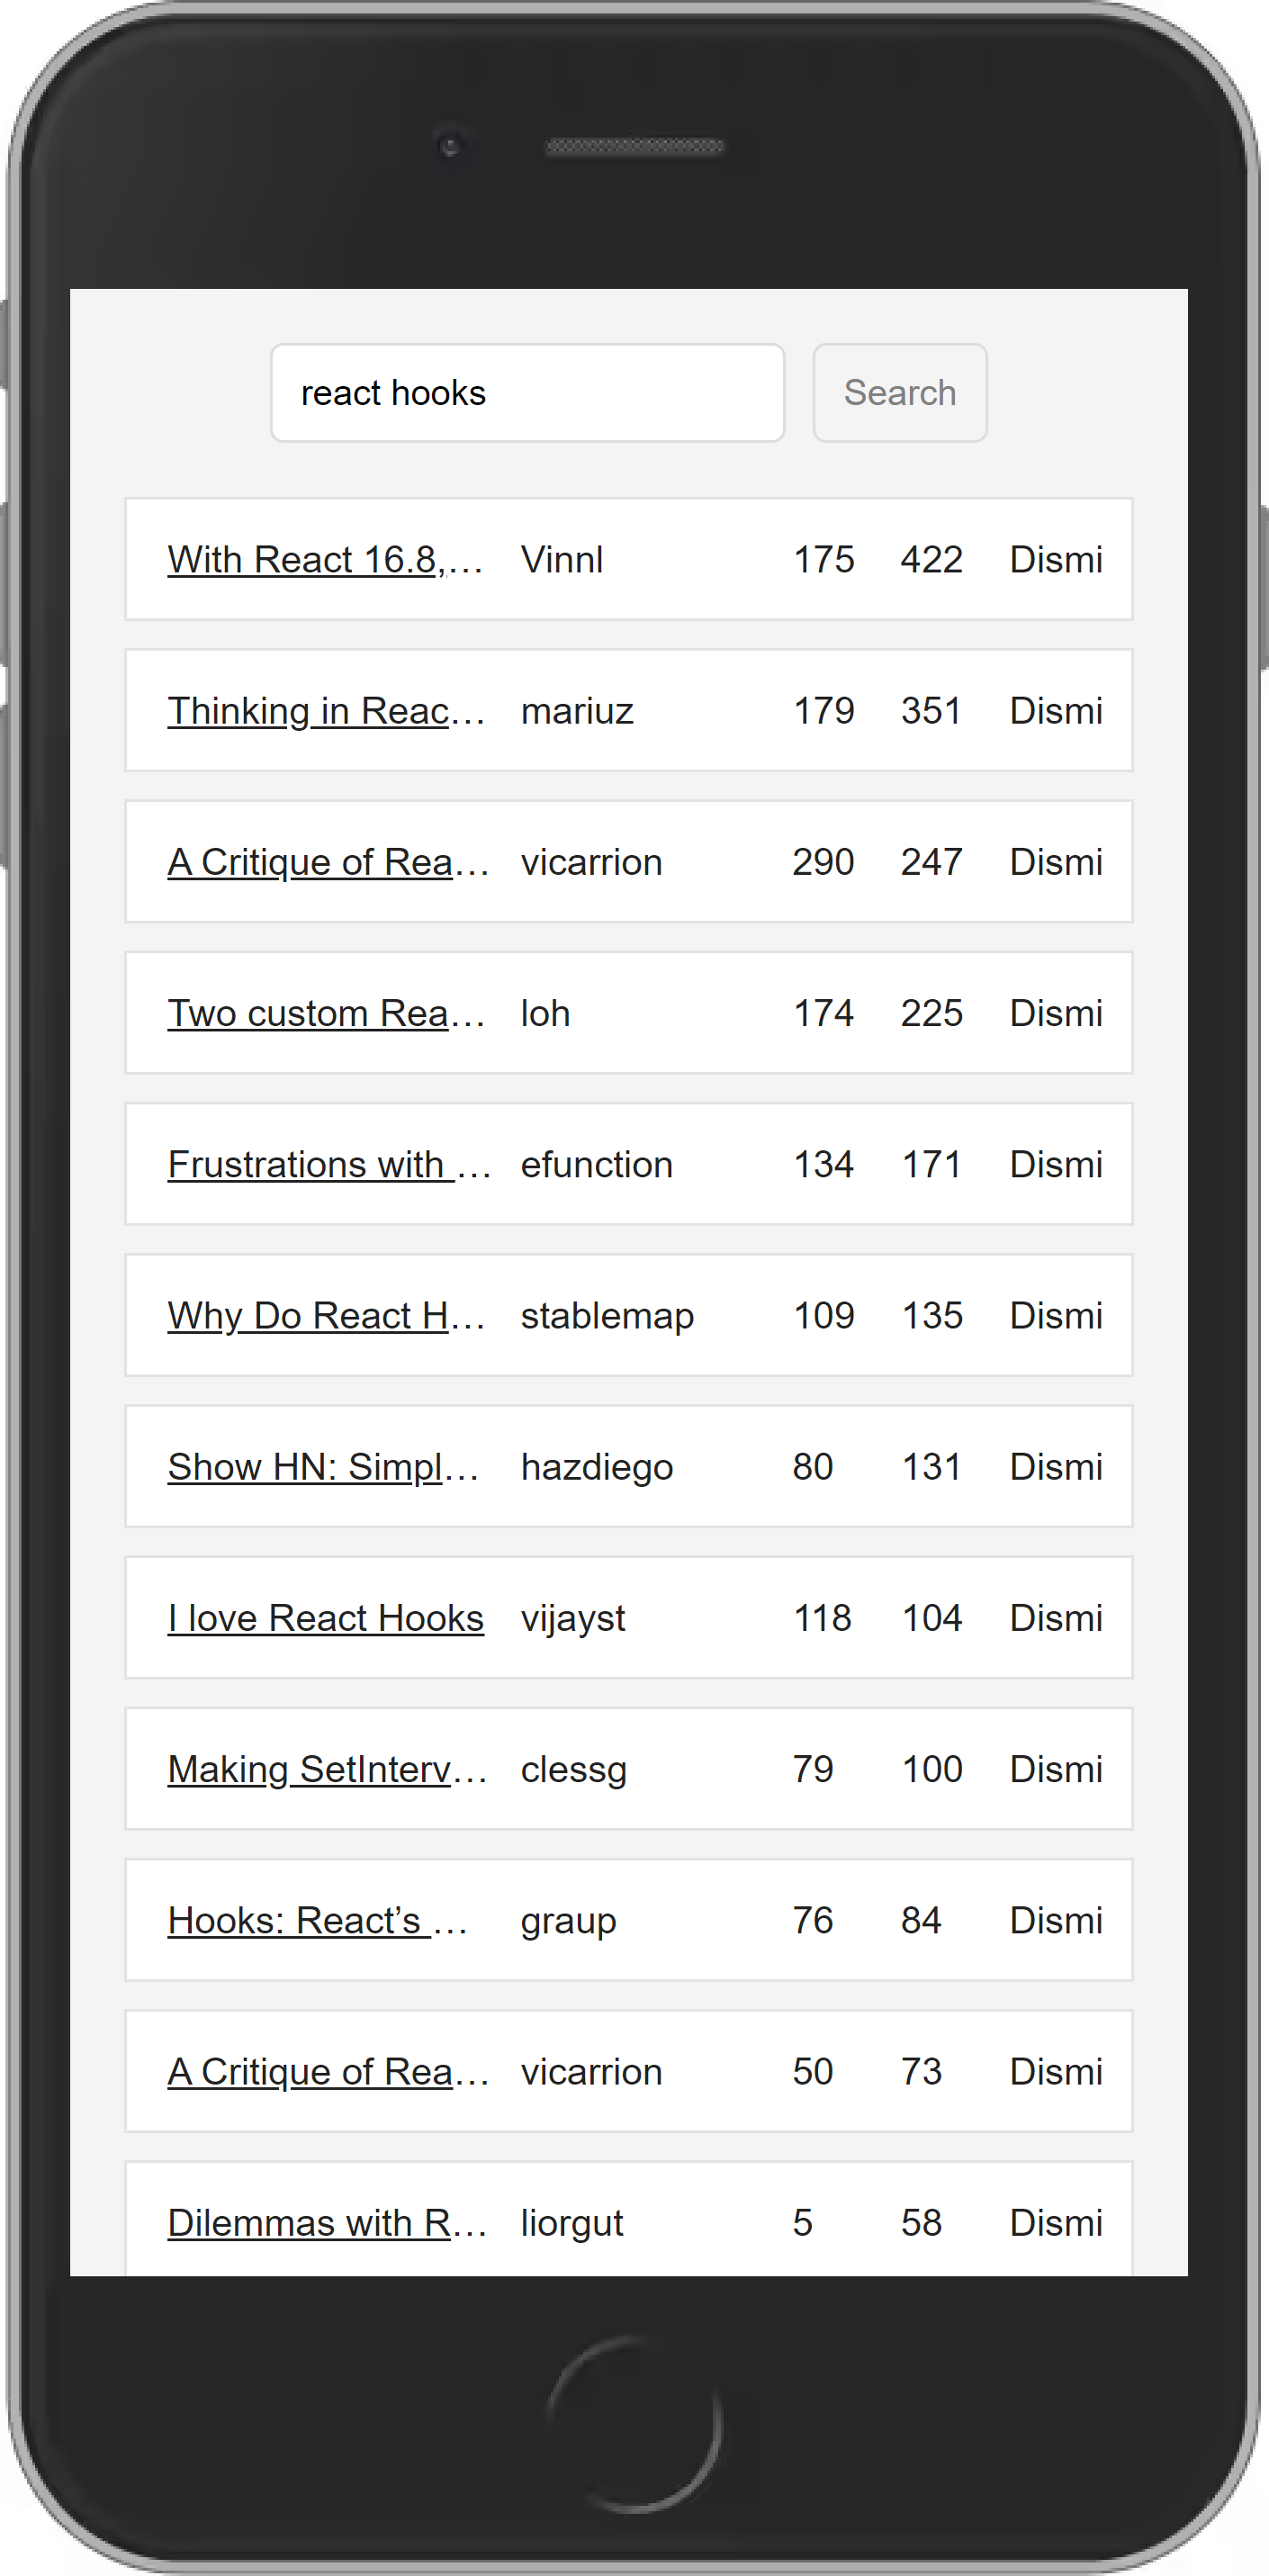 react hooks Search
With React 16.8,... Vinnl 175 422 Dismi
Thinking in Reac... mariuz 179 351 Dismi
A Critique of Rea... vicarrion 290 247 Dismi
Two custom Rea... loh 174 225 Dismi
Frustrations with ... efunction 134 171 Dismi
Why Do React H... stablemap 109 135 Dismi
Show HN: Simpl... hazdiego 80 131 Dismi
I love React Hooks vijayst 118 104 Dismi
Making SetInterv... clessg 79 100 Dismi
Hooks: React’s ... graup 76 84 Dismi
A Critique of Rea... vicarrion 50 73 Dismi
Dilemmas with R... liorgut 5 58 Dismi